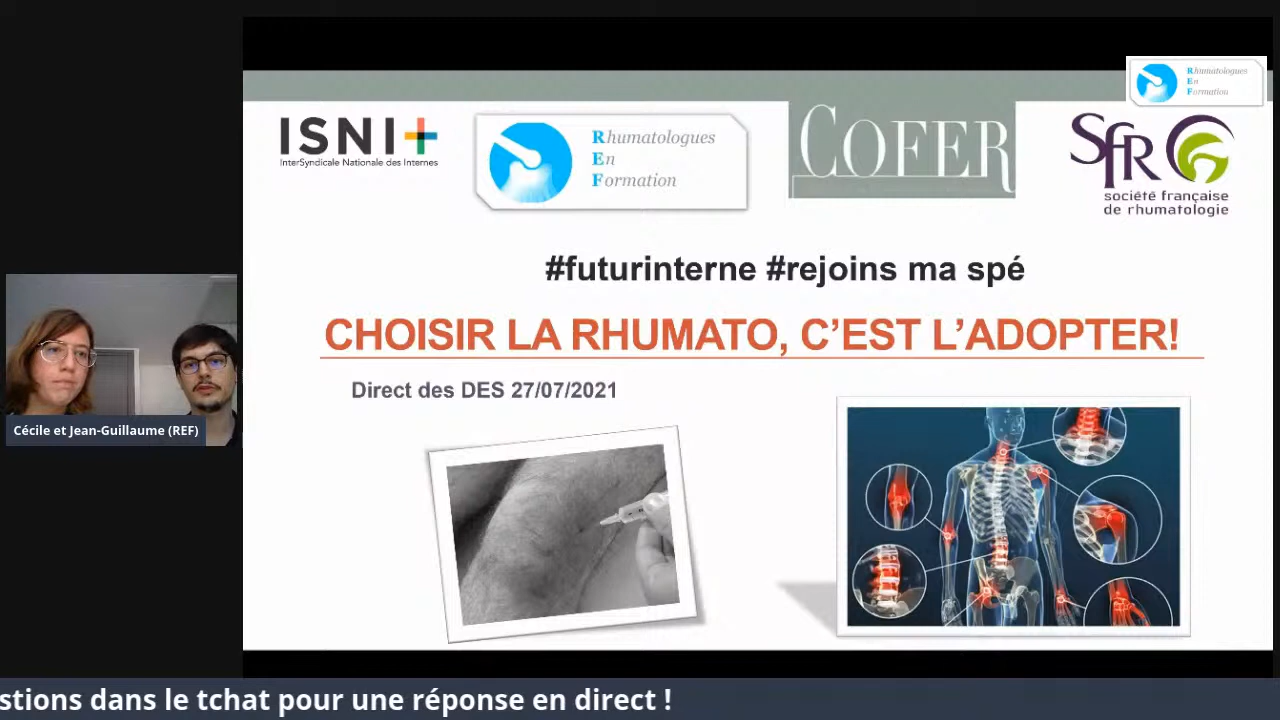 ISNI+
InterSyndicale Nationale des Internes
Rhumatologues
En
Formation
COFER
SFR
société française
de rhumatologie
Rhumatologues
En
Formation
#futurinterne #rejoins ma spé
CHOISIR LA RHUMATO, C'EST L'ADOPTER!
Direct des DES 27/07/2021
Cécile et Jean-Guillaume (REF)
stions dans le tchat pour une réponse en direct !